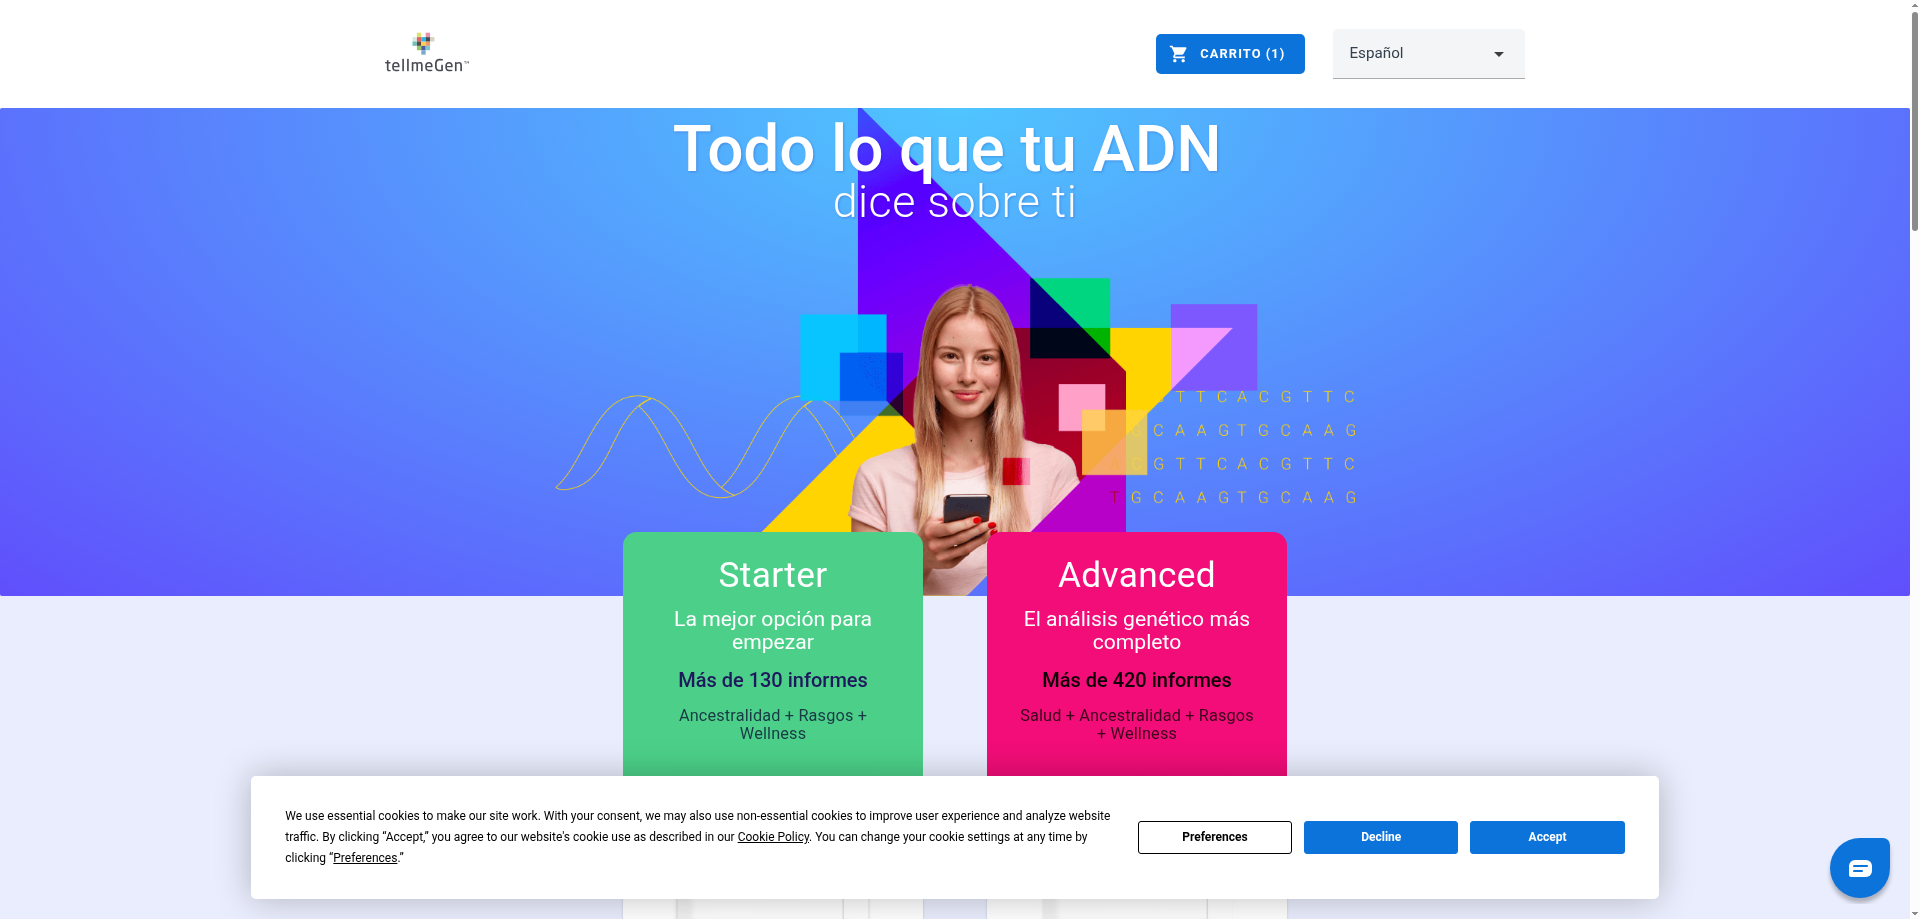 tellmeGen™
CARRITO (1)
Español
Todo lo que tu ADN
dice sobre ti
T T C A C G T T C
C A A G T G C A A G
C G T T C A C G T T C
T G C A A G T G C A A G
Starter
La mejor opción para
empezar
Más de 130 informes
Ancestralidad + Rasgos +
Wellness
Advanced
El análisis genético más
completo
Más de 420 informes
Salud + Ancestralidad + Rasgos
+ Wellness
We use essential cookies to make our site work. With your consent, we may also use non-essential cookies to improve user experience and analyze website
traffic. By clicking “Accept,” you agree to our website's cookie use as described in our Cookie Policy. You can change your cookie settings at any time by
clicking “Preferences.”
Preferences
Decline
Accept